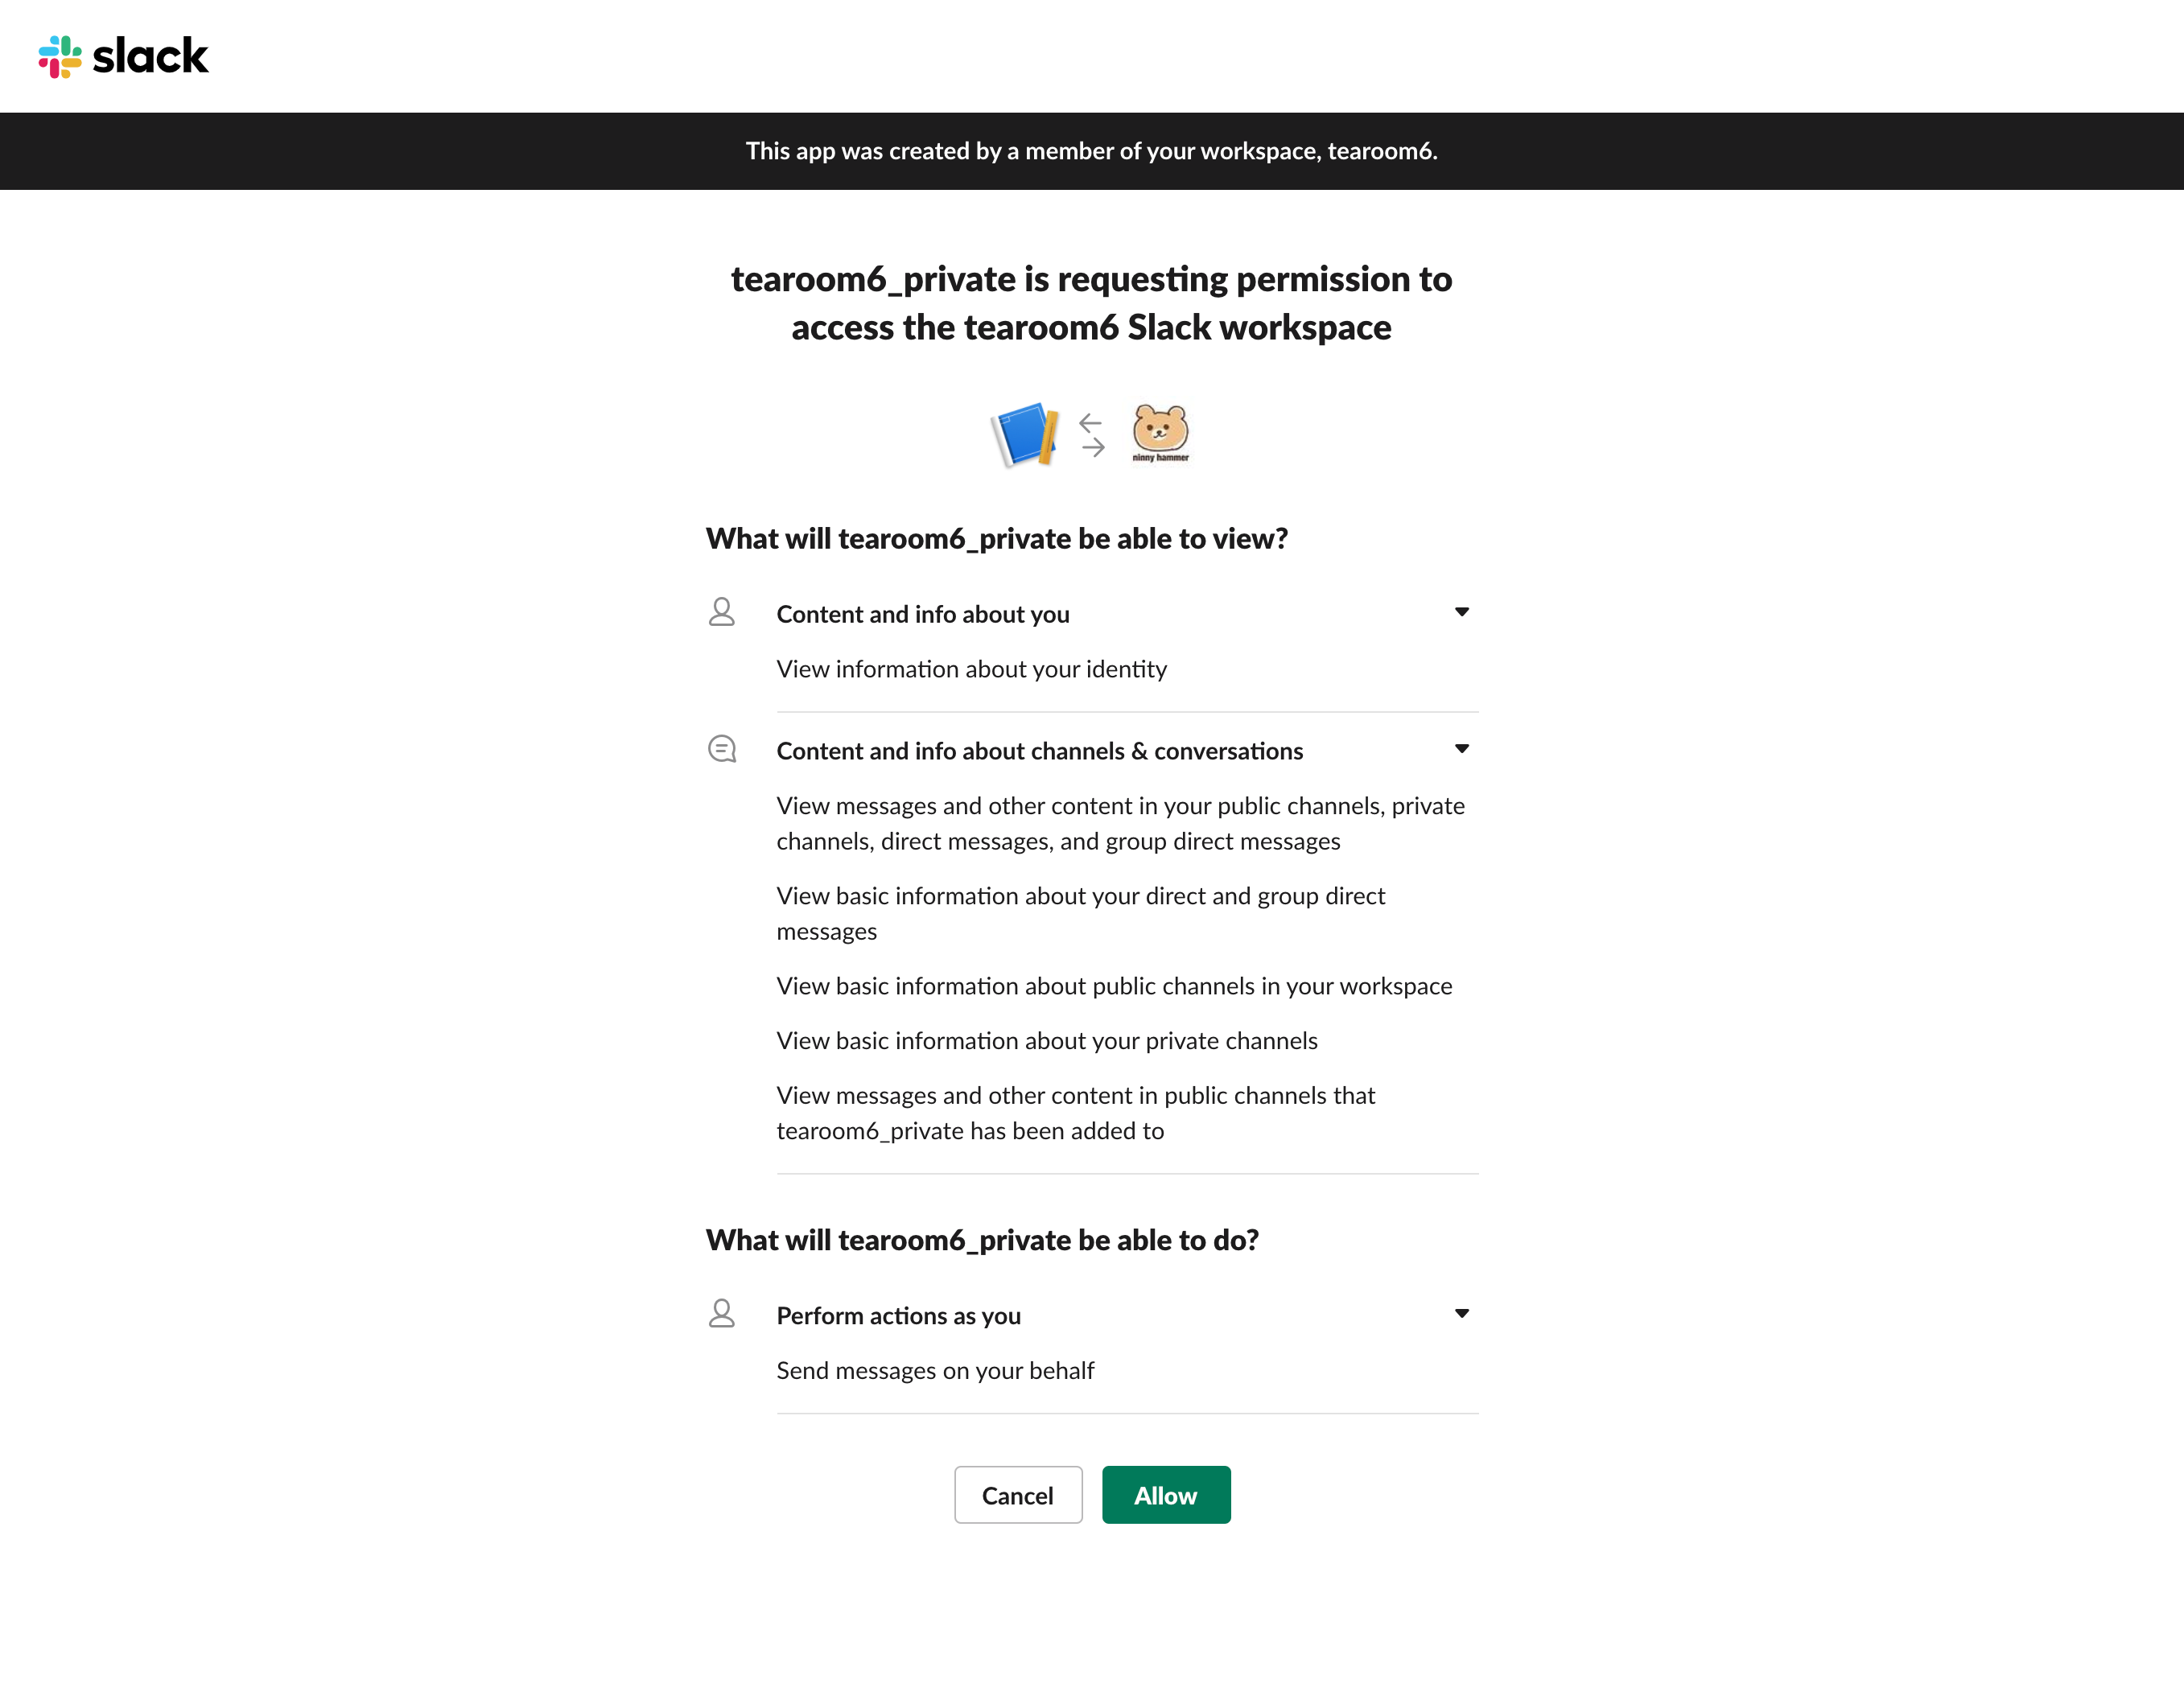 slack
This app was created by a member of your workspace, tearoom6.
tearoom6_private is requesting permission to
access the tearoom6 Slack workspace
ninny hammer
What will tearoom6_private be able to view?
Content and info about you
View information about your identity
Content and info about channels & conversations
View messages and other content in your public channels, private
channels, direct messages, and group direct messages
View basic information about your direct and group direct
messages
View basic information about public channels in your workspace
View basic information about your private channels
View messages and other content in public channels that
tearoom6_private has been added to
What will tearoom6_private be able to do?
Perform actions as you
Send messages on your behalf
Cancel Allow